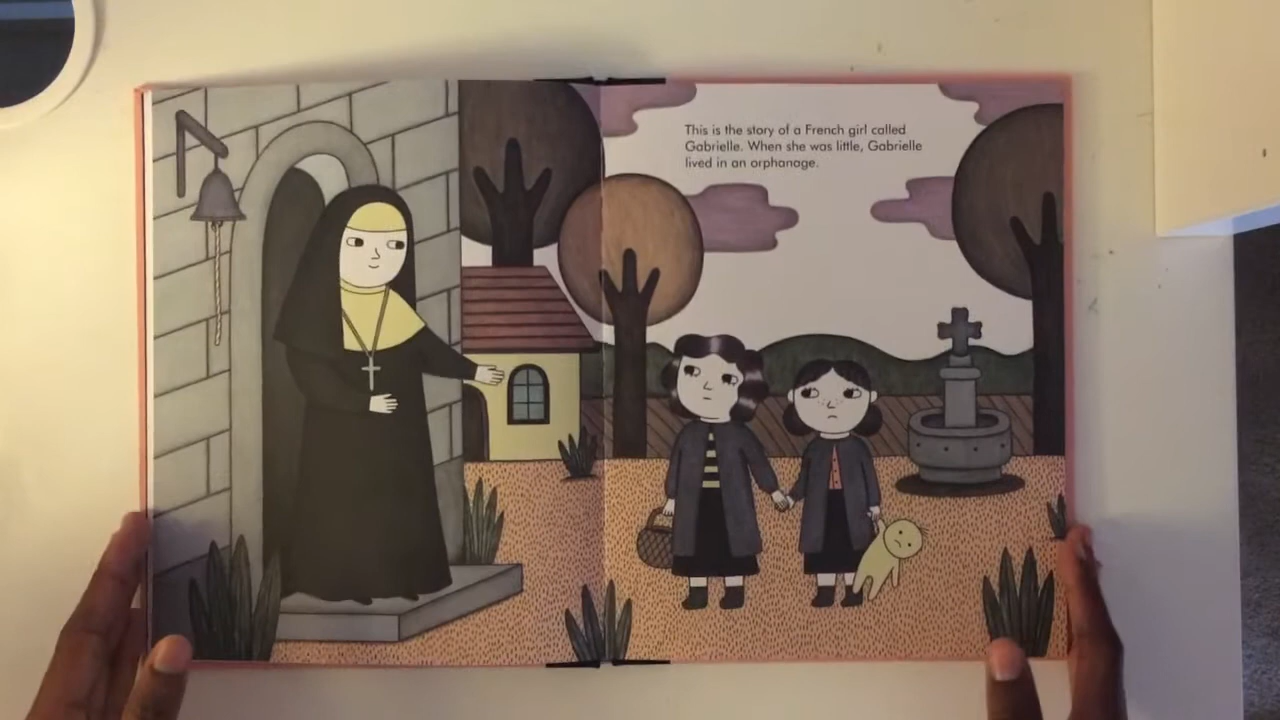 This is the story of a French girl called
Gabrielle. When she was little, Gabrielle
lived in an orphanage.